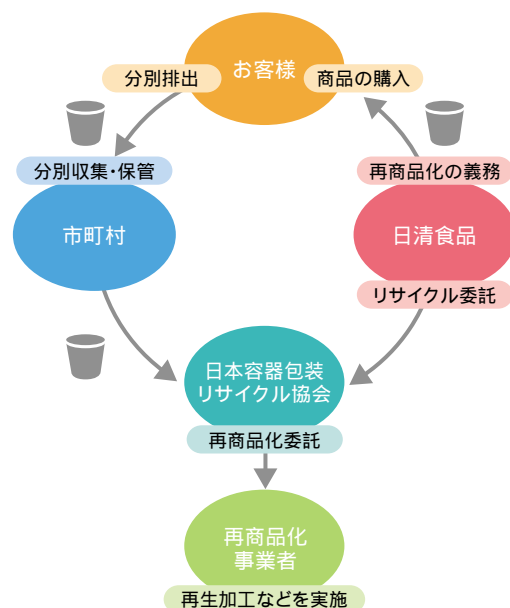 お客様
分別排出
商品の購入
分別収集・保管
再商品化の義務
市町村
日清食品
リサイクル委託
日本容器包装
リサイクル協会
再商品化委託
再商品化
事業者
再生加工などを実施